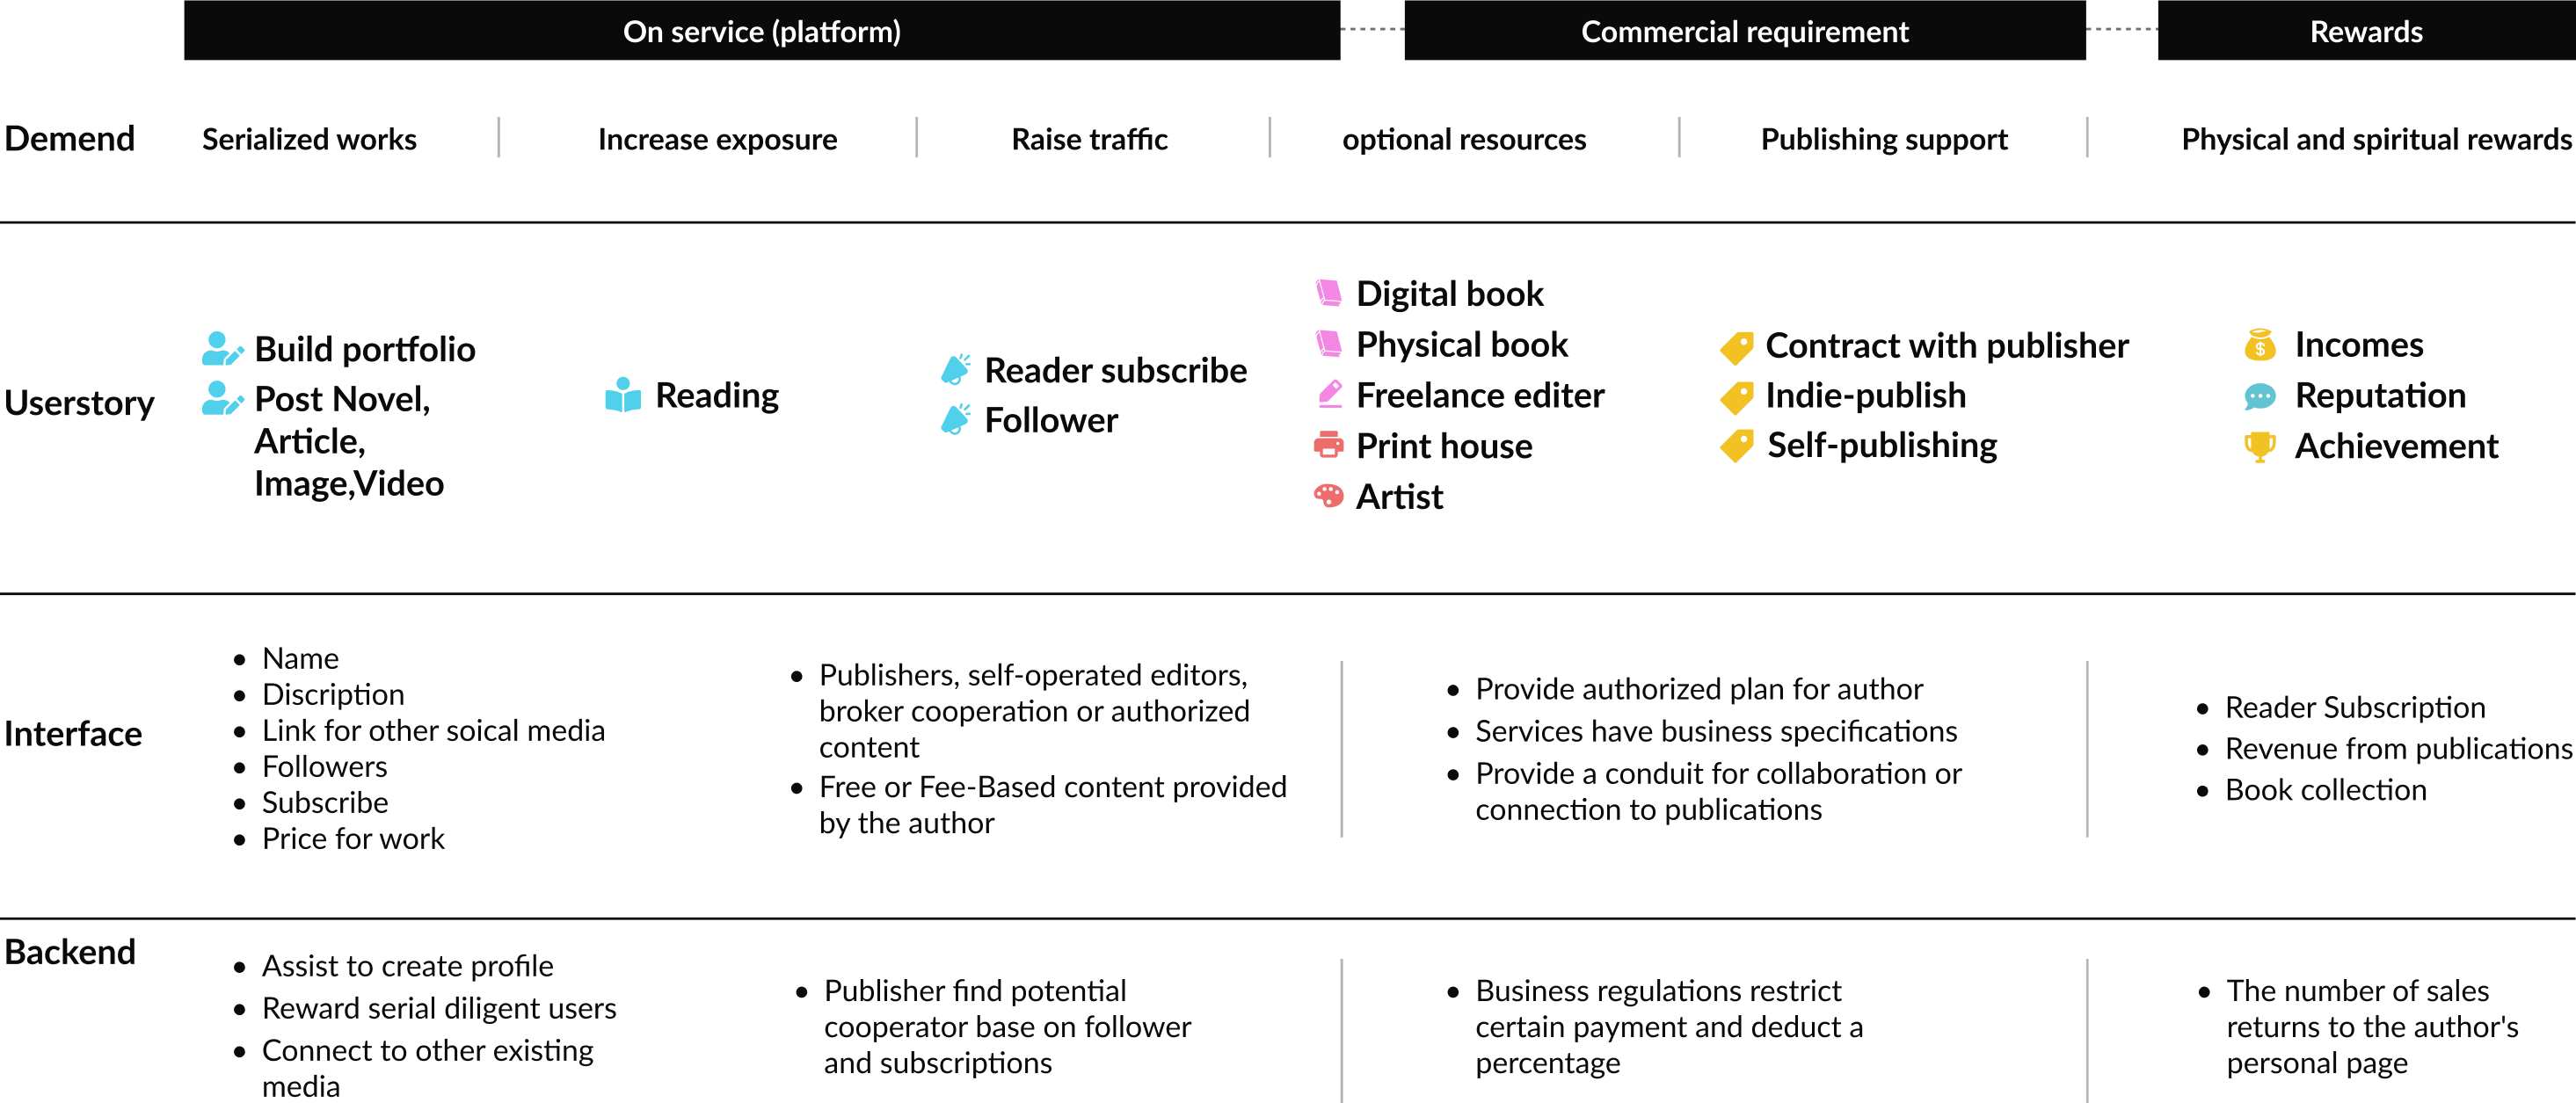 On service (platform)
Commercial requirement
Rewards
Demend
Serialized works
Increase exposure
Raise traffic
optional resources
Publishing support
Physical and spiritual rewards
Userstory
Build portfolio
Post Novel,
Article,
Image,Video
Reading
Reader subscribe
Follower
Digital book
Physical book
Freelance editer
Print house
Artist
Contract with publisher
Indie-publish
Self-publishing
Incomes
Reputation
Achievement
Interface
• Name
• Discription
• Link for other soical media
• Followers
• Subscribe
• Price for work
• Publishers, self-operated editors,
broker cooperation or authorized
content
• Free or Fee-Based content provided
by the author
• Provide authorized plan for author
• Services have business specifications
• Provide a conduit for collaboration or
connection to publications
• Reader Subscription
• Revenue from publications
• Book collection
Backend
• Assist to create profile
• Reward serial diligent users
• Connect to other existing
media
• Publisher find potential
cooperator base on follower
and subscriptions
• Business regulations restrict
certain payment and deduct a
percentage
• The number of sales
returns to the author's
personal page